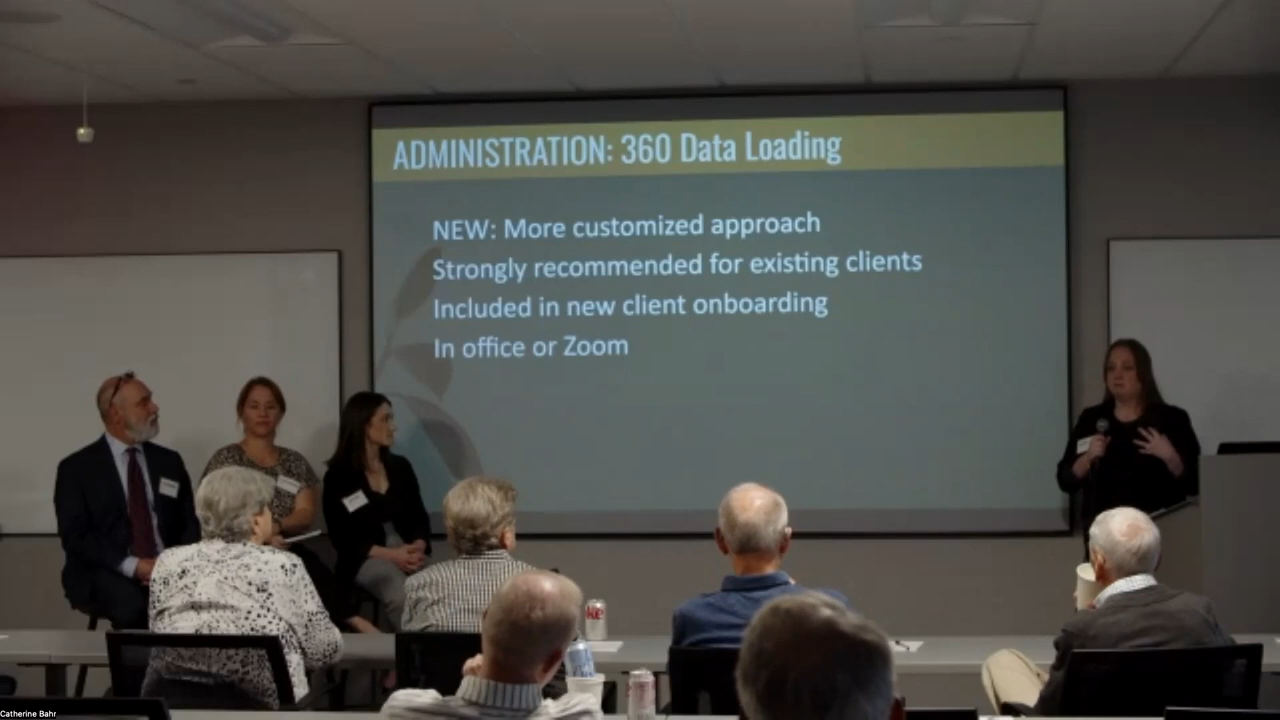 ADMINISTRATION: 360 Data Loading
NEW: More customized approach
Strongly recommended for existing clients
Included in new client onboarding
In office or Zoom
ke
Catherine Bahr